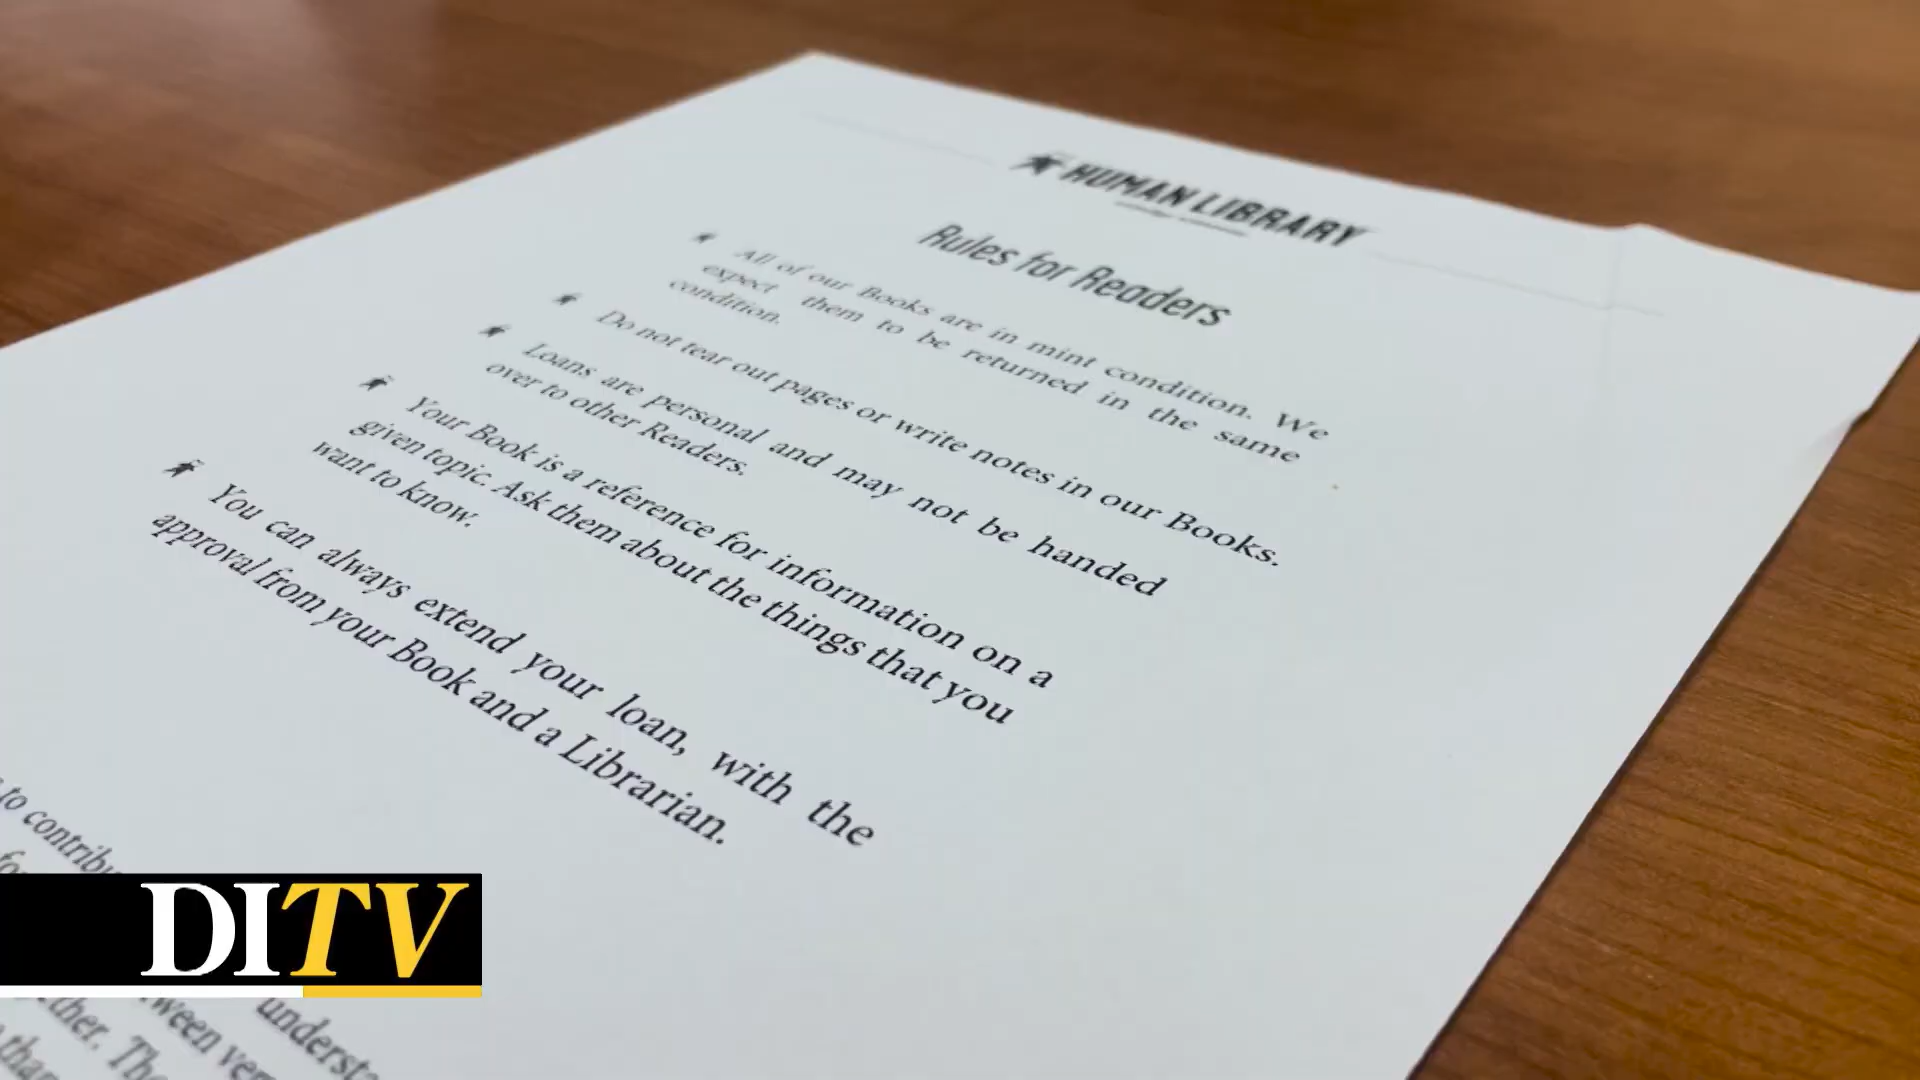 HUMAN LIBRARY
Rules for Readers
All of our Books are in mint condition. We
expect them to be returned in the same
condition.
Do not tear out pages or write notes in our Books.
Loans are personal and may not be handed
over to other Readers.
Your Book is a reference for information on a
given topic. Ask them about the things that you
want to know.
You can always extend your loan, with the
approval from your Book and a Librarian.
to
DITV